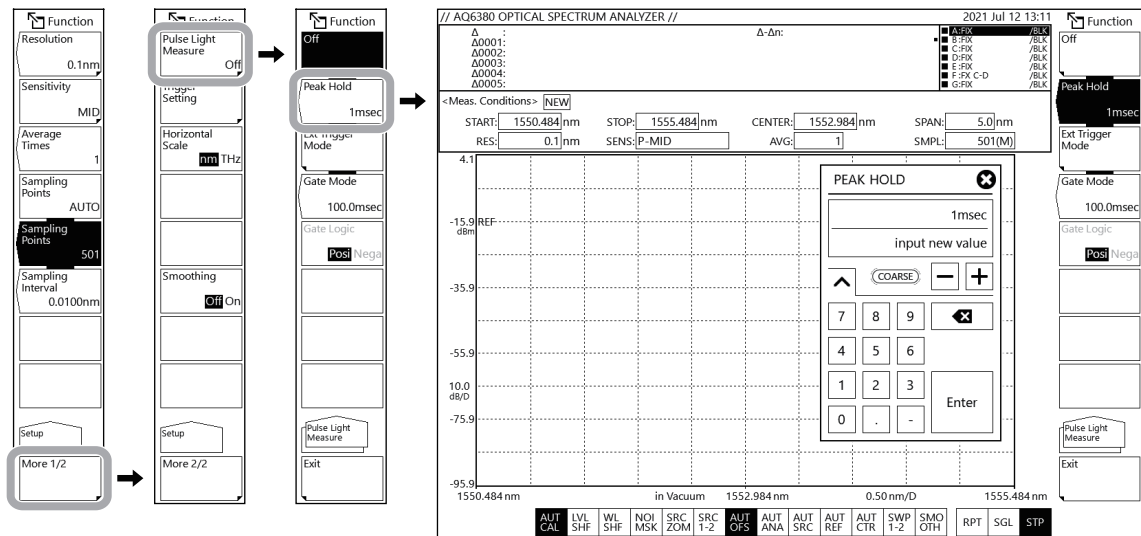 Function
Resolution
0.1nm
Sensitivity
MID
Average
Times
1
Sampling
Points
AUTO
Sampling
Points
501
Sampling
Interval
0.0100nm
Setup
More 1/2
Function
Pulse Light
Measure
Off
Trigger
Setting
Horizontal
Scale
nm THz
Smoothing
Off On
Setup
More 2/2
Function
Off
Peak Hold
1msec
Ext Trigger
Mode
Gate Mode
100.0msec
Gate Logic
Posi Nega
Pulse Light
Measure
Exit
// AQ6380 OPTICAL SPECTRUM ANALYZER // 2021 Jul 12 13:11
Δ : Δ-Δn:
Δ0001:
Δ0002:
Δ0003:
Δ0004:
Δ0005:
A:FIX /BLK
B:FIX /BLK
C:FIX /BLK
D:FIX /BLK
E :FIX /BLK
F :FX C-D /BLK
G:FIX /BLK
<Meas. Conditions> NEW
START: 1550.484 nm STOP: 1555.484 nm CENTER: 1552.984 nm SPAN: 5.0 nm
RES: 0.1 nm SENS: P-MID AVG: 1 SMPL: 501(M)
4.1
-15.9 REF
dBm
-35.9
-55.9
10.0
dB/D
-75.9
-95.9
1550.484 nm in Vacuum 1552.984 nm 0.50 nm/D 1555.484 nm
PEAK HOLD
1msec
input new value
COARSE
7 8 9
4 5 6
1 2 3
Enter
0 . -
AUT CAL
LVL SHF
WL SHF
NOI MSK
SRC ZOM
SRC 1-2
AUT OFS
AUT ANA
AUT SRC
AUT REF
AUT CTR
SWP 1-2
SMO OTH
RPT
SGL
STP
Function
Off
Peak Hold
1msec
Ext Trigger
Mode
Gate Mode
100.0msec
Gate Logic
Posi Nega
Pulse Light
Measure
Exit